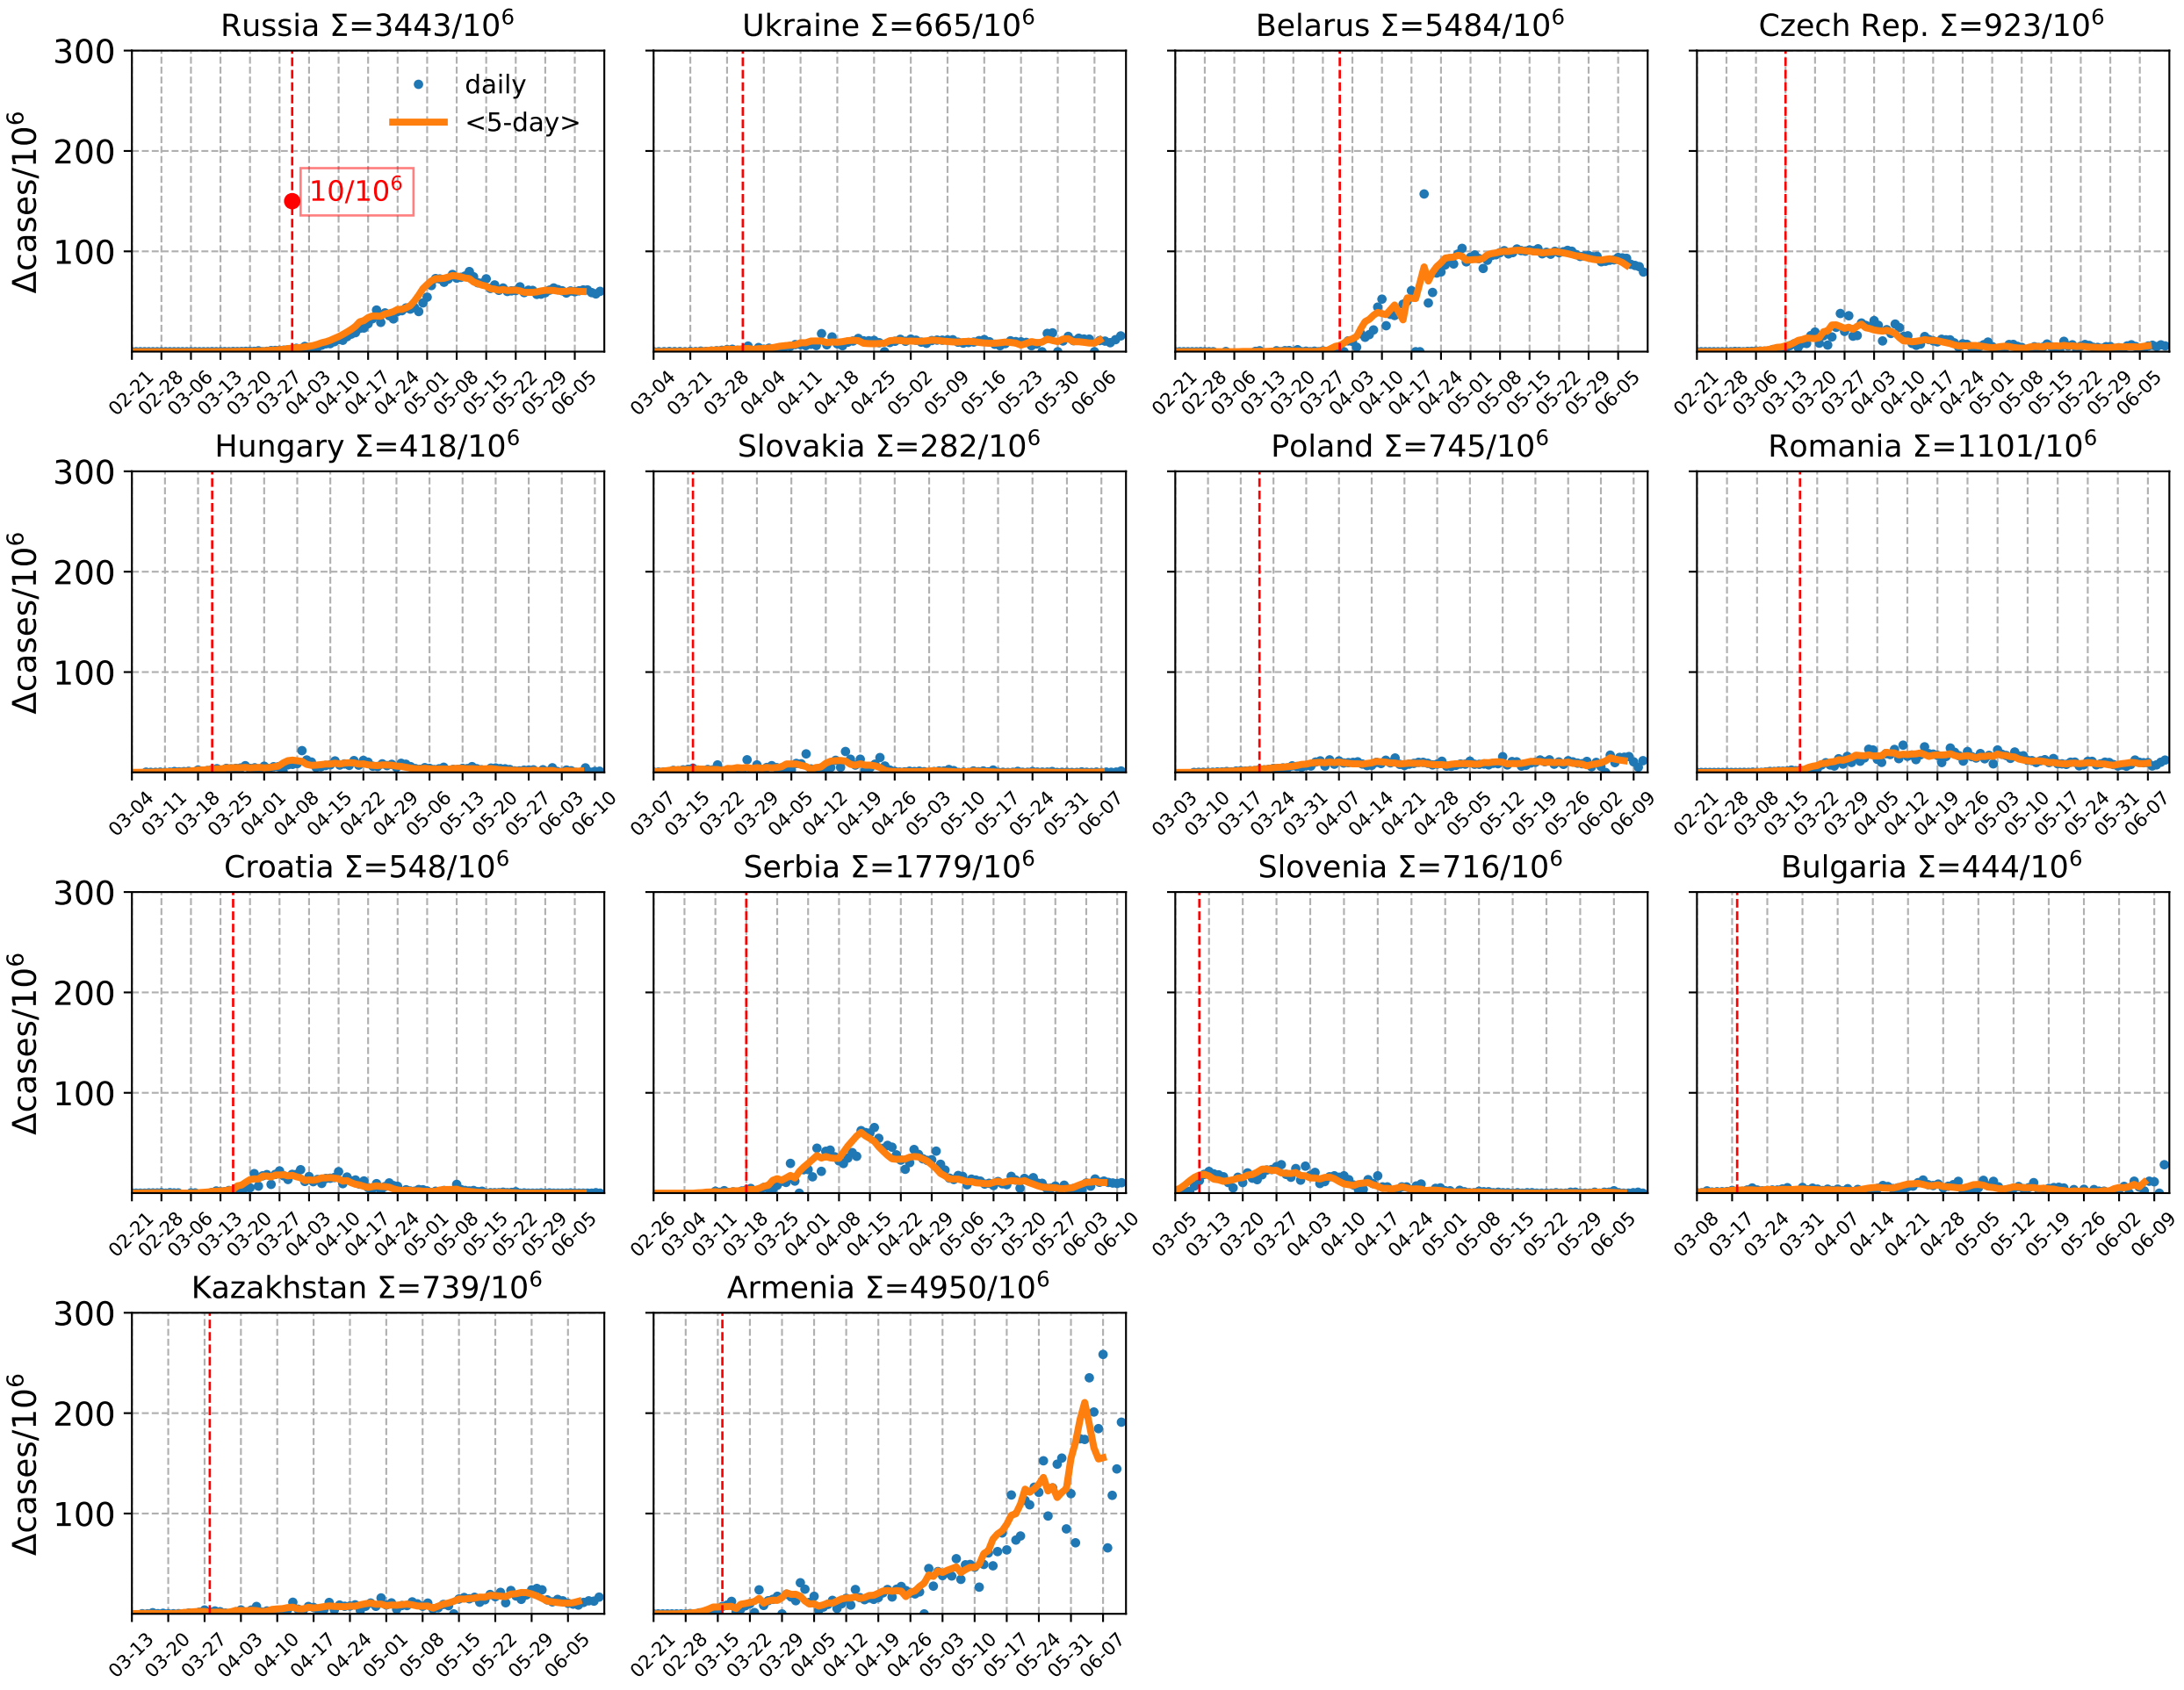 Russia Σ=3443/10⁶
Ukraine Σ=665/10⁶
Belarus Σ=5484/10⁶
Czech Rep. Σ=923/10⁶
Δcases/10⁶
300
200
100
daily
<5-day>
10/10⁶
02-21 02-28 03-06 03-13 03-20 03-27 04-03 04-10 04-17 04-24 05-01 05-08 05-15 05-22 05-29 06-05
03-04 03-21 03-28 04-04 04-11 04-18 04-25 05-02 05-09 05-16 05-23 05-30 06-06
02-21 02-28 03-06 03-13 03-20 03-27 04-03 04-10 04-17 04-24 05-01 05-08 05-15 05-22 05-29 06-05
02-21 02-28 03-06 03-13 03-20 03-27 04-03 04-10 04-17 04-24 05-01 05-08 05-15 05-22 05-29 06-05
Hungary Σ=418/10⁶
Slovakia Σ=282/10⁶
Poland Σ=745/10⁶
Romania Σ=1101/10⁶
Δcases/10⁶
300
200
100
03-04 03-11 03-18 03-25 04-01 04-08 04-15 04-22 04-29 05-06 05-13 05-20 05-27 06-03 06-10
03-07 03-15 03-22 03-29 04-05 04-12 04-19 04-26 05-03 05-10 05-17 05-24 05-31 06-07
03-03 03-10 03-17 03-24 03-31 04-07 04-14 04-21 04-28 05-05 05-12 05-19 05-26 06-02 06-09
02-21 02-28 03-08 03-15 03-22 03-29 04-05 04-12 04-19 04-26 05-03 05-10 05-17 05-24 05-31 06-07
Croatia Σ=548/10⁶
Serbia Σ=1779/10⁶
Slovenia Σ=716/10⁶
Bulgaria Σ=444/10⁶
Δcases/10⁶
300
200
100
02-21 02-28 03-06 03-13 03-20 03-27 04-03 04-10 04-17 04-24 05-01 05-08 05-15 05-22 05-29 06-05
02-26 03-04 03-11 03-18 03-25 04-01 04-08 04-15 04-22 04-29 05-06 05-13 05-20 05-27 06-03 06-10
03-05 03-13 03-20 03-27 04-03 04-10 04-17 04-24 05-01 05-08 05-15 05-22 05-29 06-05
03-08 03-17 03-24 03-31 04-07 04-14 04-21 04-28 05-05 05-12 05-19 05-26 06-02 06-09
Kazakhstan Σ=739/10⁶
Armenia Σ=4950/10⁶
Δcases/10⁶
300
200
100
03-13 03-20 03-27 04-03 04-10 04-17 04-24 05-01 05-08 05-15 05-22 05-29 06-05
02-21 02-28 03-15 03-22 03-29 04-05 04-12 04-19 04-26 05-03 05-10 05-17 05-24 05-31 06-07